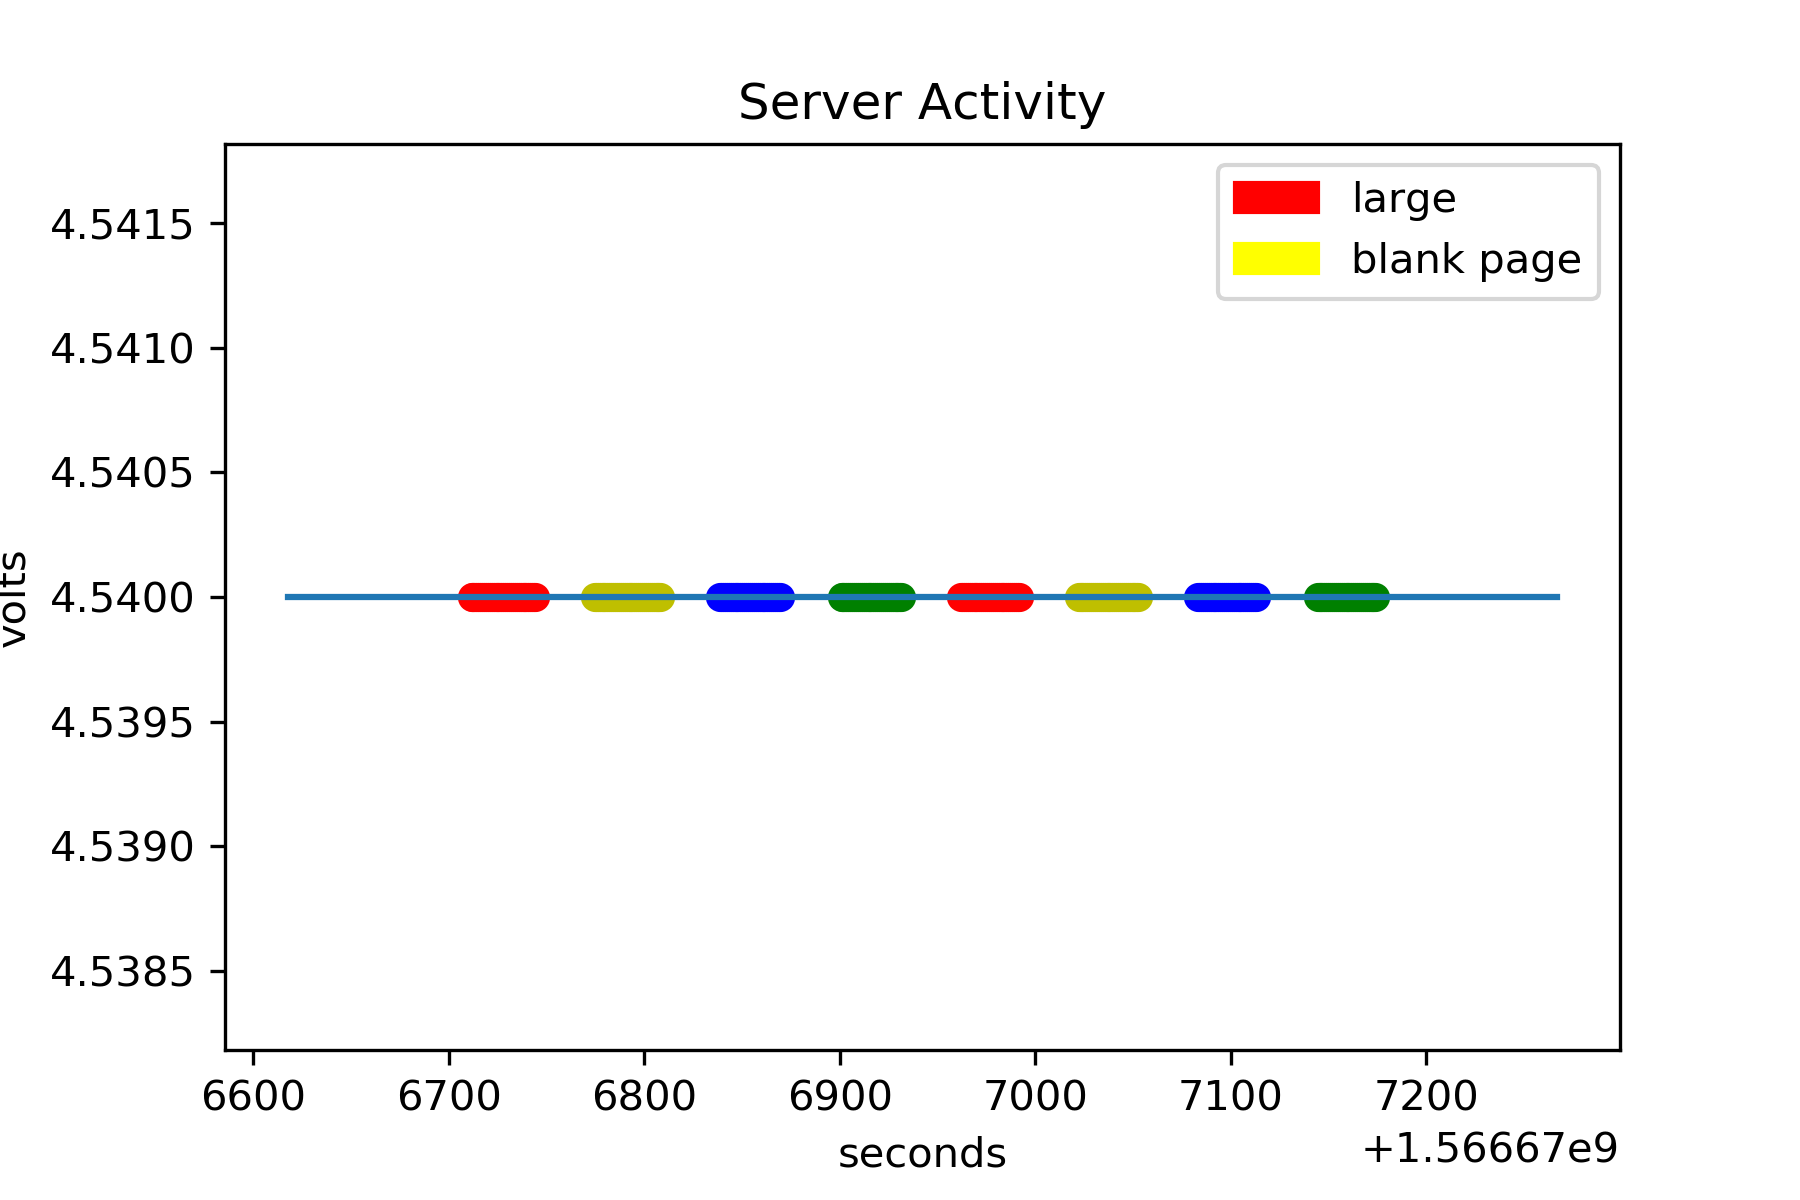 Server Activity
large
blank page
4.5415
4.5410
4.5405
4.5400
4.5395
4.5390
4.5385
volts
6600 6700 6800 6900 7000 7100 7200
seconds
+1.56667e9